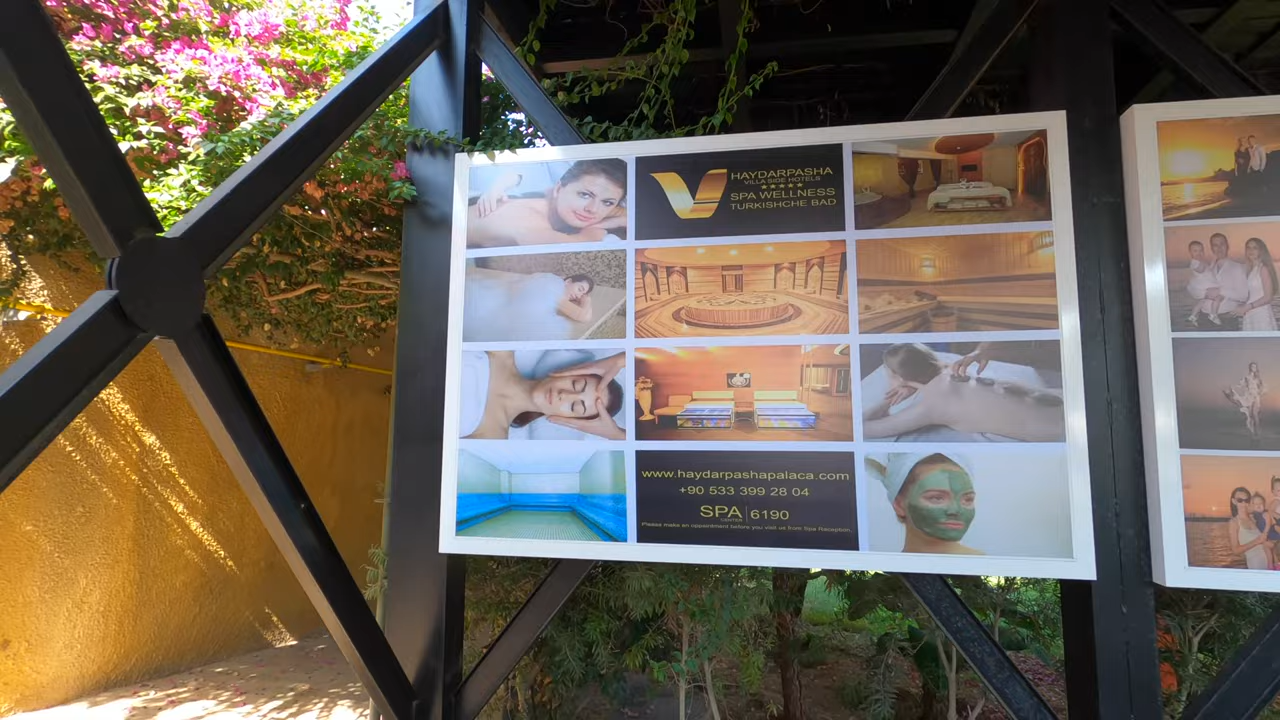 HAYDARPASHA
VILLA SIDE HOTELS
SPA WELLNESS
TURKISHCHE BAD
www.haydarpashapalaca.com
+90 533 399 28 04
SPA CENTER | 6190
Please make an appointment before you visit us from Spa Reception.